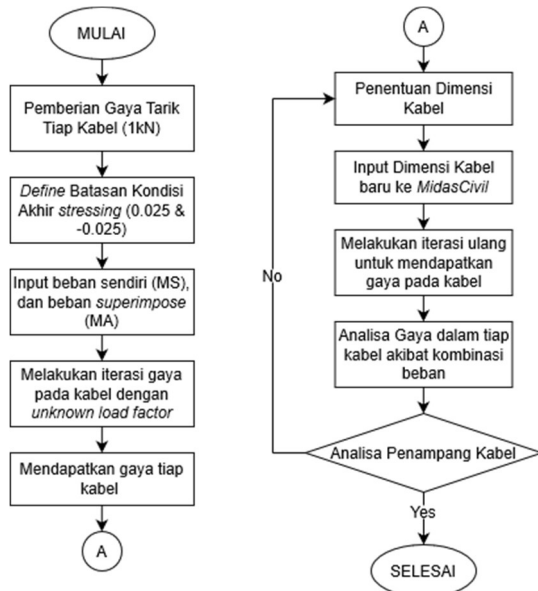 MULAI
Pemberian Gaya Tarik
Tiap Kabel (1kN)
Define Batasan Kondisi
Akhir stressing (0.025 &
-0.025)
Input beban sendiri (MS),
dan beban superimpose
(MA)
Melakukan iterasi gaya
pada kabel dengan
unknown load factor
Mendapatkan gaya tiap
kabel
A
A
Penentuan Dimensi
Kabel
Input Dimensi Kabel
baru ke MidasCivil
Melakukan iterasi ulang
untuk mendapatkan
gaya pada kabel
Analisa Gaya dalam tiap
kabel akibat kombinasi
beban
Analisa Penampang Kabel
No
Yes
SELESAI